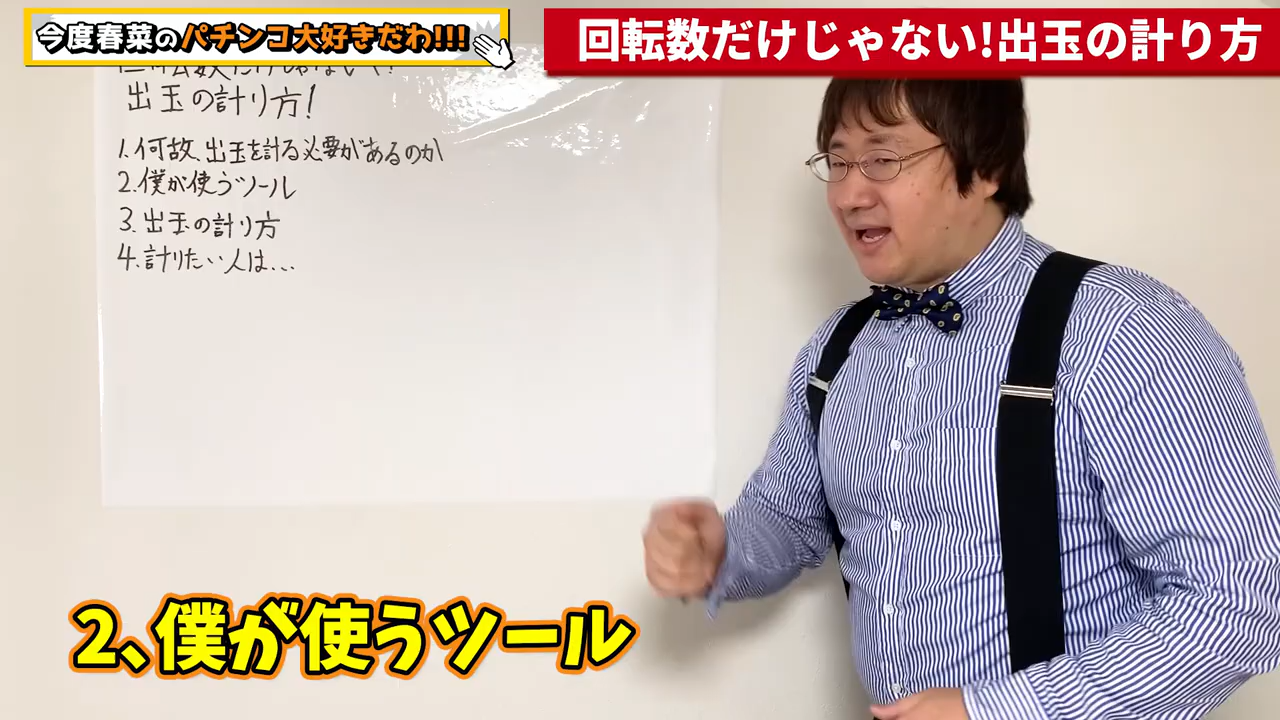 今度春菜のパチンコ大好きだわ!!!
回転数だけじゃない!出玉の計り方
出玉の計り方!
1.何故、出玉を計る必要があるのか
2.僕が使うツール
3.出玉の計り方
4.計りたい人は...
2、僕が使うツール